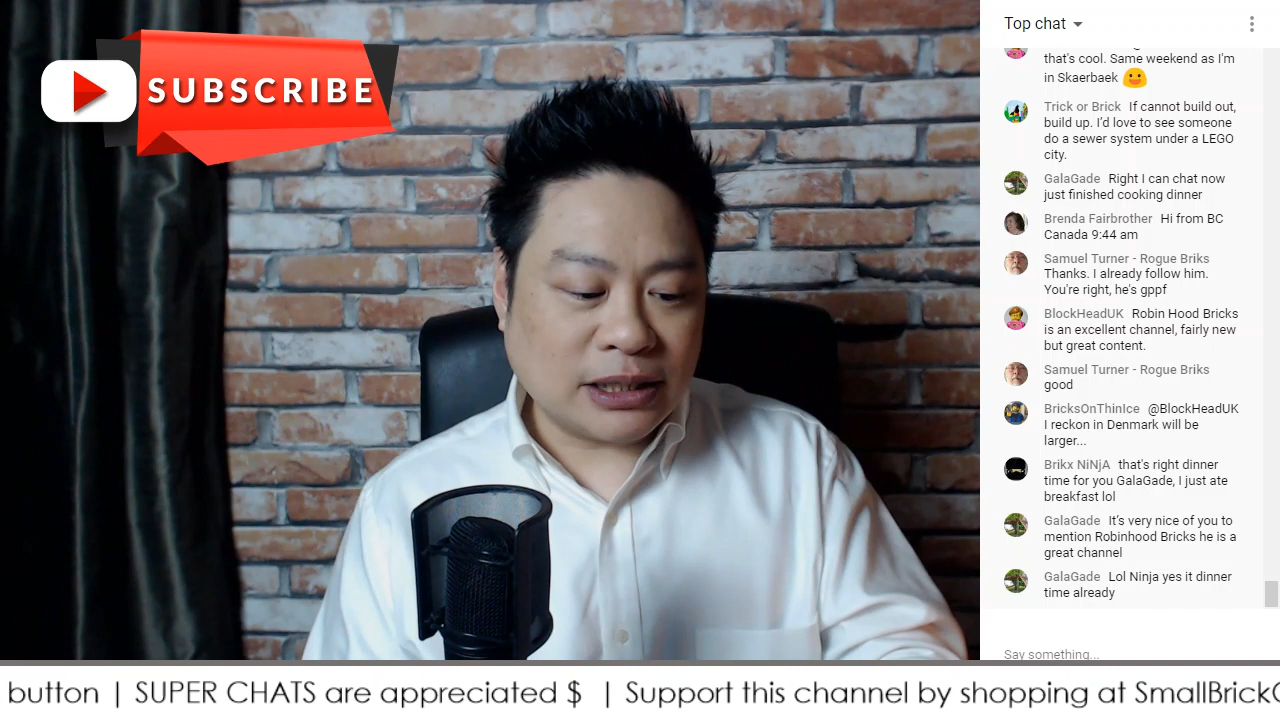 SUBSCRIBE
Top chat
that's cool. Same weekend as I'm
in Skaerbaek
Trick or Brick If cannot build out,
build up. I'd love to see someone
do a sewer system under a LEGO
city.
GalaGade Right I can chat now
just finished cooking dinner
Brenda Fairbrother Hi from BC
Canada 9:44 am
Samuel Turner - Rogue Briks
Thanks. I already follow him.
You're right, he's gppf
BlockHeadUK Robin Hood Bricks
is an excellent channel, fairly new
but great content.
Samuel Turner - Rogue Briks
good
BricksOnThinIce @BlockHeadUK
I reckon in Denmark will be
larger...
Brikx NiNjA that's right dinner
time for you GalaGade, I just ate
breakfast lol
GalaGade It's very nice of you to
mention Robinhood Bricks he is a
great channel
GalaGade Lol Ninja yes it dinner
time already
Say something...
button | SUPER CHATS are appreciated $ | Support this channel by shopping at SmallBrick